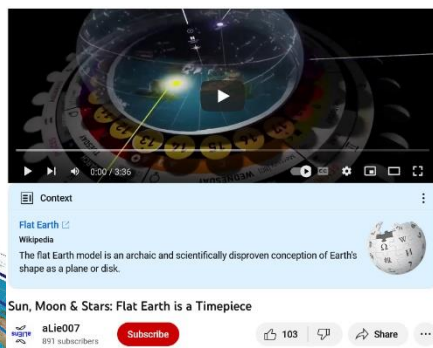 WEDNESDAY
0:00 / 3:36
Context
Flat Earth
Wikipedia
The flat Earth model is an archaic and scientifically disproven conception of Earth's
shape as a plane or disk.
Sun, Moon & Stars: Flat Earth is a Timepiece
aLie007
891 subscribers
Subscribe
103
Share